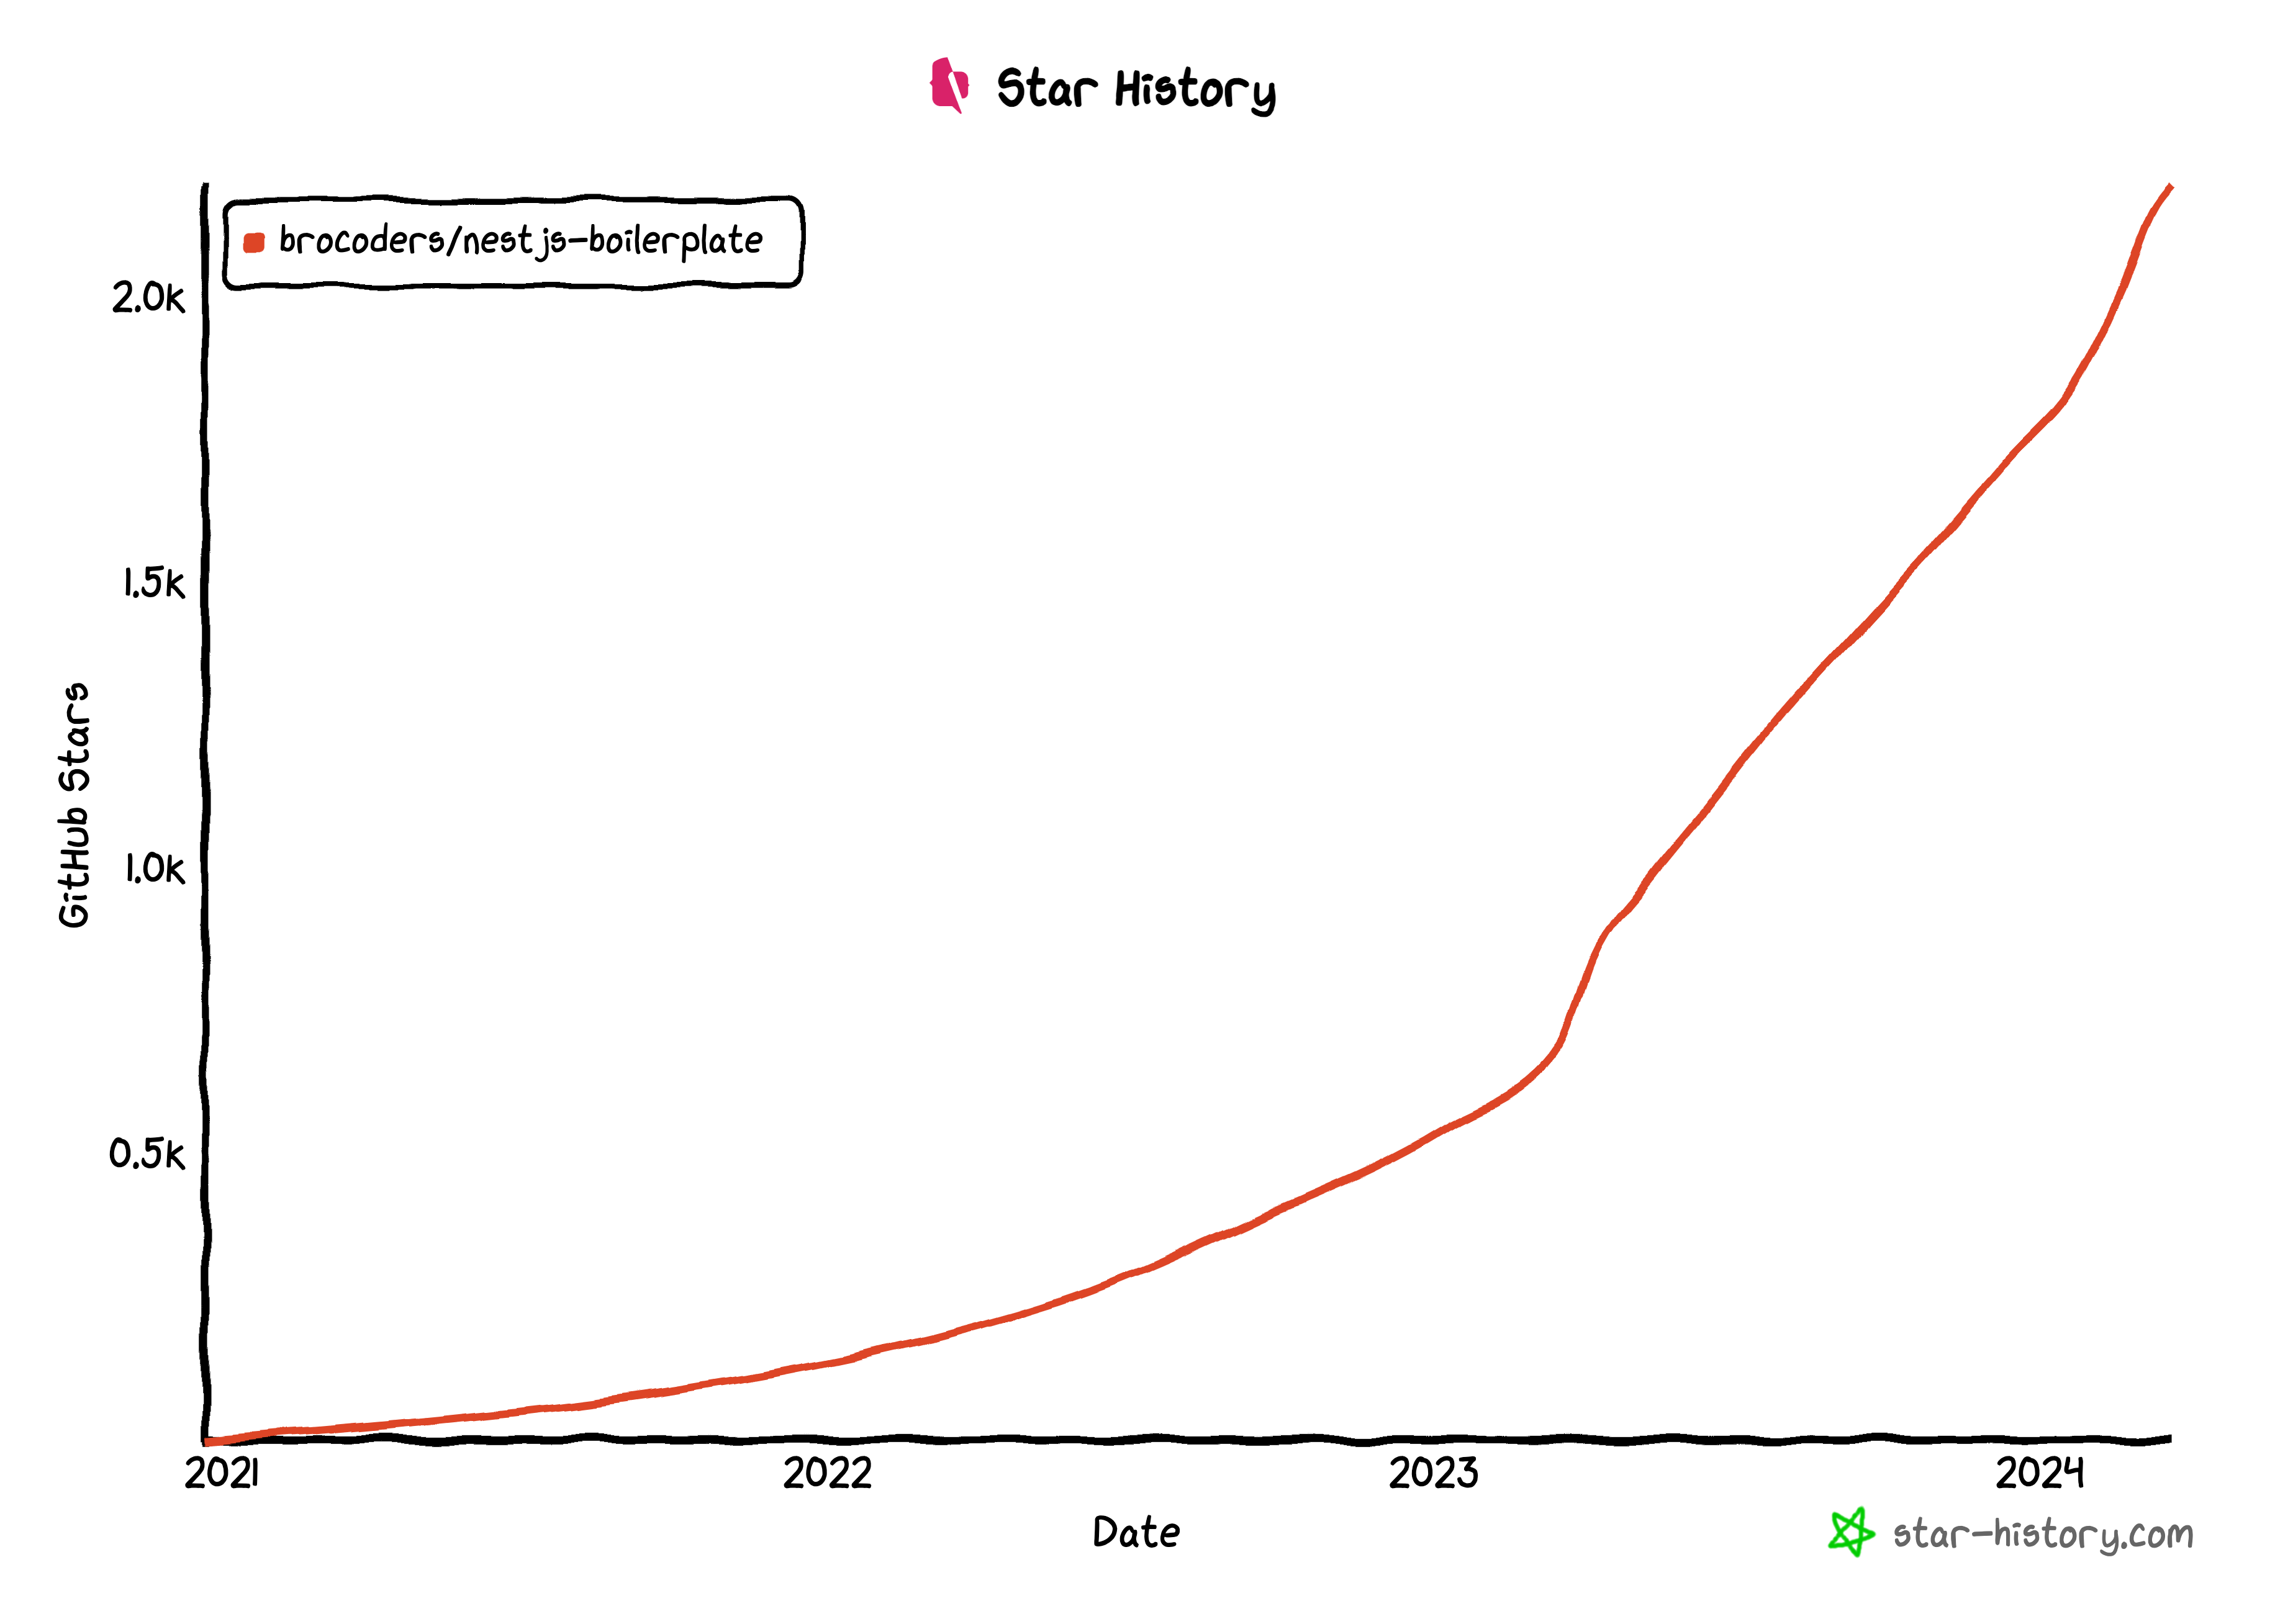 Star History
brocoders/nestjs-boilerplate
2.0k
1.5k
1.0k
0.5k
GitHub Stars
2021 2022 2023 2024
Date
star-history.com